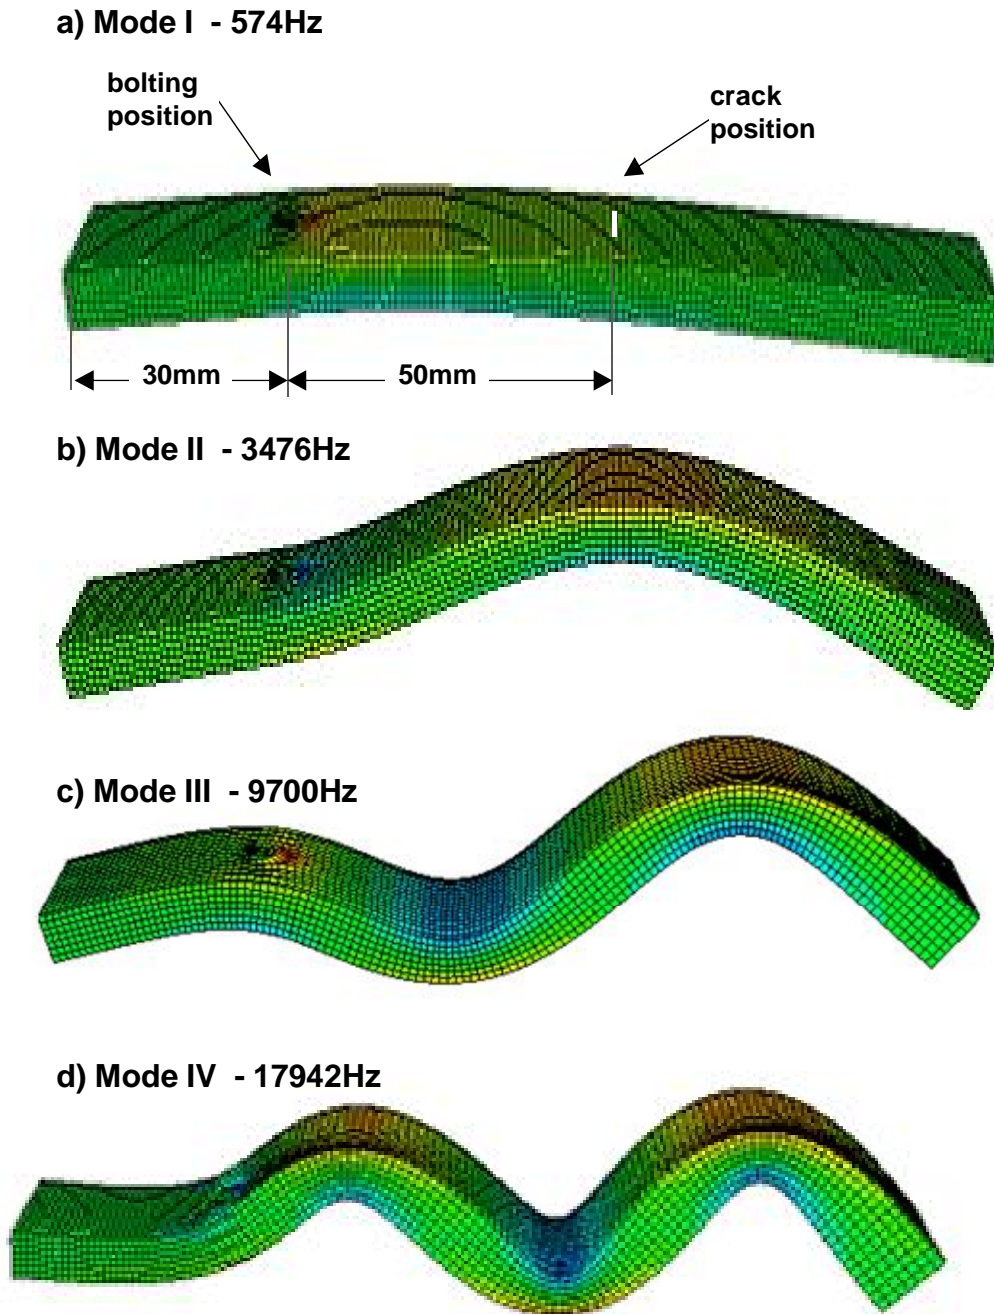 a) Mode I - 574Hz
bolting
position
crack
position
30mm
50mm
b) Mode II - 3476Hz
c) Mode III - 9700Hz
d) Mode IV - 17942Hz